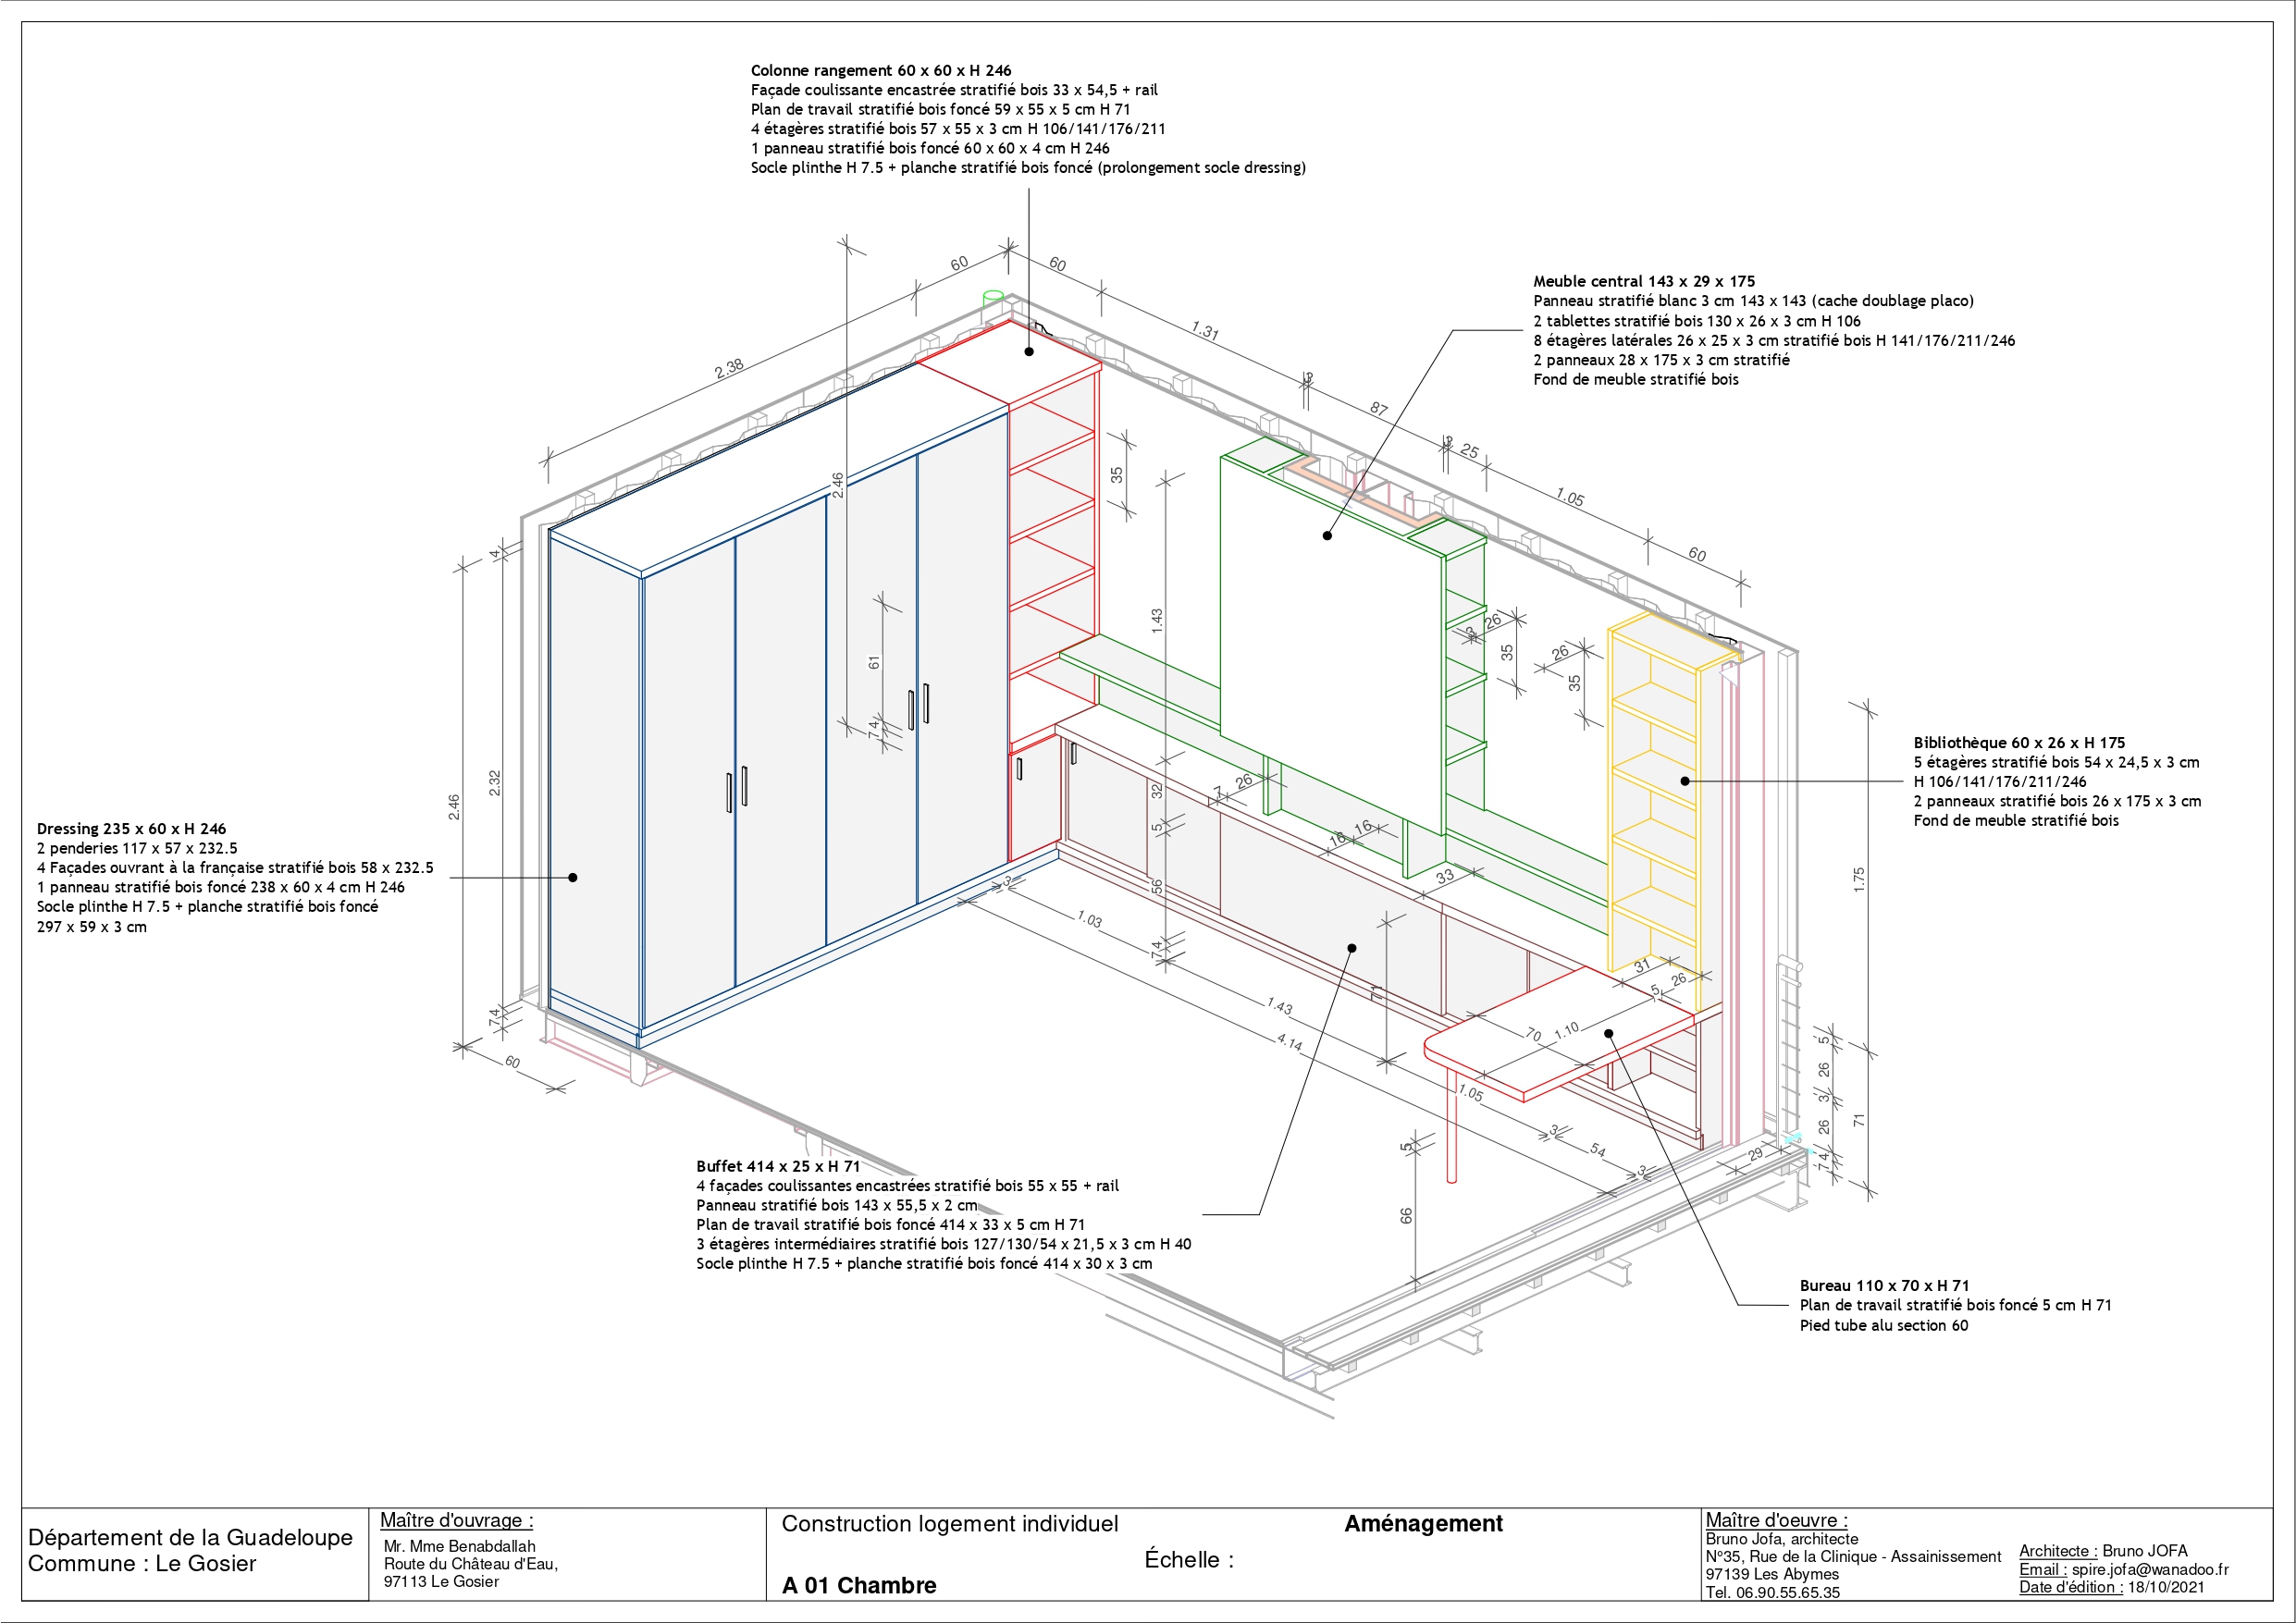 Colonne rangement 60 x 60 x H 246
Façade coulissante encastrée stratifié bois 33 x 54,5 + rail
Plan de travail stratifié bois foncé 59 x 55 x 5 cm H 71
4 étagères stratifié bois 57 x 55 x 3 cm H 106/141/176/211
1 panneau stratifié bois foncé 60 x 60 x 4 cm H 246
Socle plinthe H 7.5 + planche stratifié bois foncé (prolongement socle dressing)
Meuble central 143 x 29 x 175
Panneau stratifié blanc 3 cm 143 x 143 (cache doublage placo)
2 tablettes stratifié bois 130 x 26 x 3 cm H 106
8 étagères latérales 26 x 25 x 3 cm stratifié bois H 141/176/211/246
2 panneaux 28 x 175 x 3 cm stratifié
Fond de meuble stratifié bois
60
60
2.38
1.31
3
87
3
25
1.05
60
2.46
35
1.43
61
7 4
3
26
35
26
35
4
2.32
2.46
7 4
60
Bibliothèque 60 x 26 x H 175
5 étagères stratifié bois 54 x 24,5 x 3 cm
H 106/141/176/211/246
2 panneaux stratifié bois 26 x 175 x 3 cm
Fond de meuble stratifié bois
Dressing 235 x 60 x H 246
2 penderies 117 x 57 x 232.5
4 Façades ouvrant à la française stratifié bois 58 x 232.5
1 panneau stratifié bois foncé 238 x 60 x 4 cm H 246
Socle plinthe H 7.5 + planche stratifié bois foncé
297 x 59 x 3 cm
7
26
32
5
56
7 4
16
16
33
3
1.03
1.43
4.14
71
31
26
5
70
1.10
1.05
3
54
3
29
1.75
71
5
26
3
26
7 4
5
66
Buffet 414 x 25 x H 71
4 façades coulissantes encastrées stratifié bois 55 x 55 + rail
Panneau stratifié bois 143 x 55,5 x 2 cm
Plan de travail stratifié bois foncé 414 x 33 x 5 cm H 71
3 étagères intermédiaires stratifié bois 127/130/54 x 21,5 x 3 cm H 40
Socle plinthe H 7.5 + planche stratifié bois foncé 414 x 30 x 3 cm
Bureau 110 x 70 x H 71
Plan de travail stratifié bois foncé 5 cm H 71
Pied tube alu section 60
Département de la Guadeloupe
Commune : Le Gosier
Maître d'ouvrage :
Mr. Mme Benabdallah
Route du Château d'Eau,
97113 Le Gosier
Construction logement individuel
Aménagement
Échelle :
A 01 Chambre
Maître d'oeuvre :
Bruno Jofa, architecte
N°35, Rue de la Clinique - Assainissement
97139 Les Abymes
Tel. 06.90.55.65.35
Architecte : Bruno JOFA
Email : spire.jofa@wanadoo.fr
Date d'édition : 18/10/2021